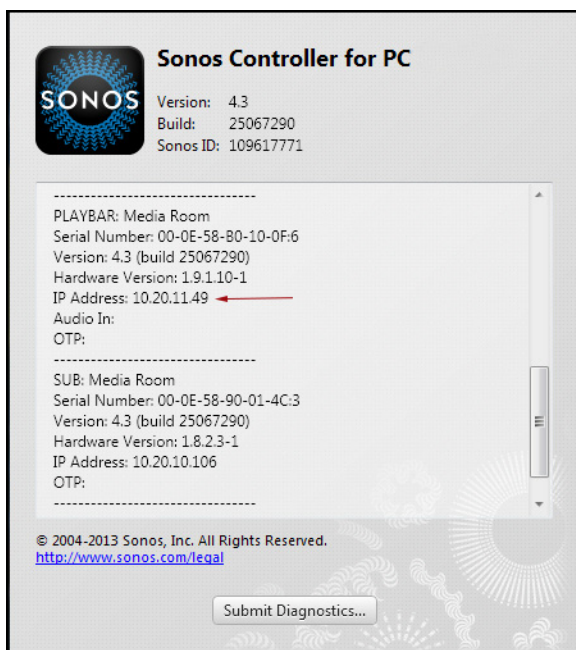 Sonos Controller for PC
SONOS
Version: 4.3
Build: 25067290
Sonos ID: 109617771
---------------------------------
PLAYBAR: Media Room
Serial Number: 00-0E-58-B0-10-0F:6
Version: 4.3 (build 25067290)
Hardware Version: 1.9.1.10-1
IP Address: 10.20.11.49
Audio In:
OTP:
---------------------------------
SUB: Media Room
Serial Number: 00-0E-58-90-01-4C:3
Version: 4.3 (build 25067290)
Hardware Version: 1.8.2.3-1
IP Address: 10.20.10.106
OTP:
---------------------------------
© 2004-2013 Sonos, Inc. All Rights Reserved.
http://www.sonos.com/legal
Submit Diagnostics...